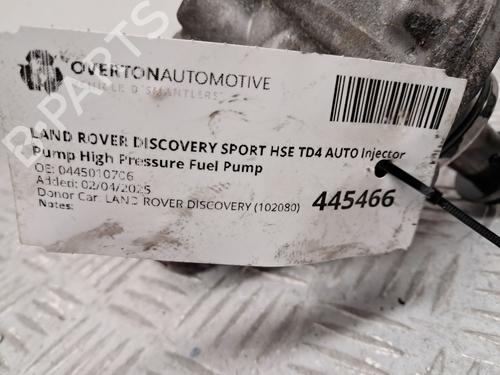 OVERTONAUTOMOTIVE
VEHICLE DISMANTLERS
LAND ROVER DISCOVERY SPORT HSE TD4 AUTO Injector
Pump High Pressure Fuel Pump
OE: 0445010706
Added: 02/04/2025
Donor Car: LAND ROVER DISCOVERY (102080)
445466
Notes:
B-PARTS